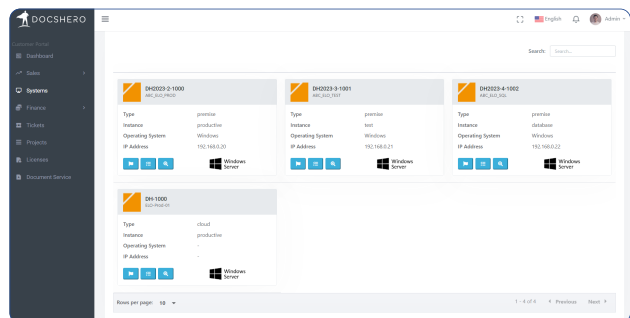 DOCSHERO
English
Admin
Customer Portal
Dashboard
Sales
Systems
Finance
Tickets
Projects
Licenses
Document Service
Search: Search...
DH2023-2-1000
ABC_ELO_PROD
Type premise
Instance productive
Operating System Windows
IP Address 192.168.0.20
Windows
Server
DH2023-3-1001
ABC_ELO_TEST
Type premise
Instance test
Operating System Windows
IP Address 192.168.0.21
Windows
Server
DH2023-4-1002
ABC_ELO_SQL
Type premise
Instance database
Operating System Windows
IP Address 192.168.0.22
Windows
Server
DH-1000
ELO-Prod-01
Type cloud
Instance productive
Operating System -
IP Address -
Windows
Server
Rows per page: 10
1 - 4 of 4 Previous Next